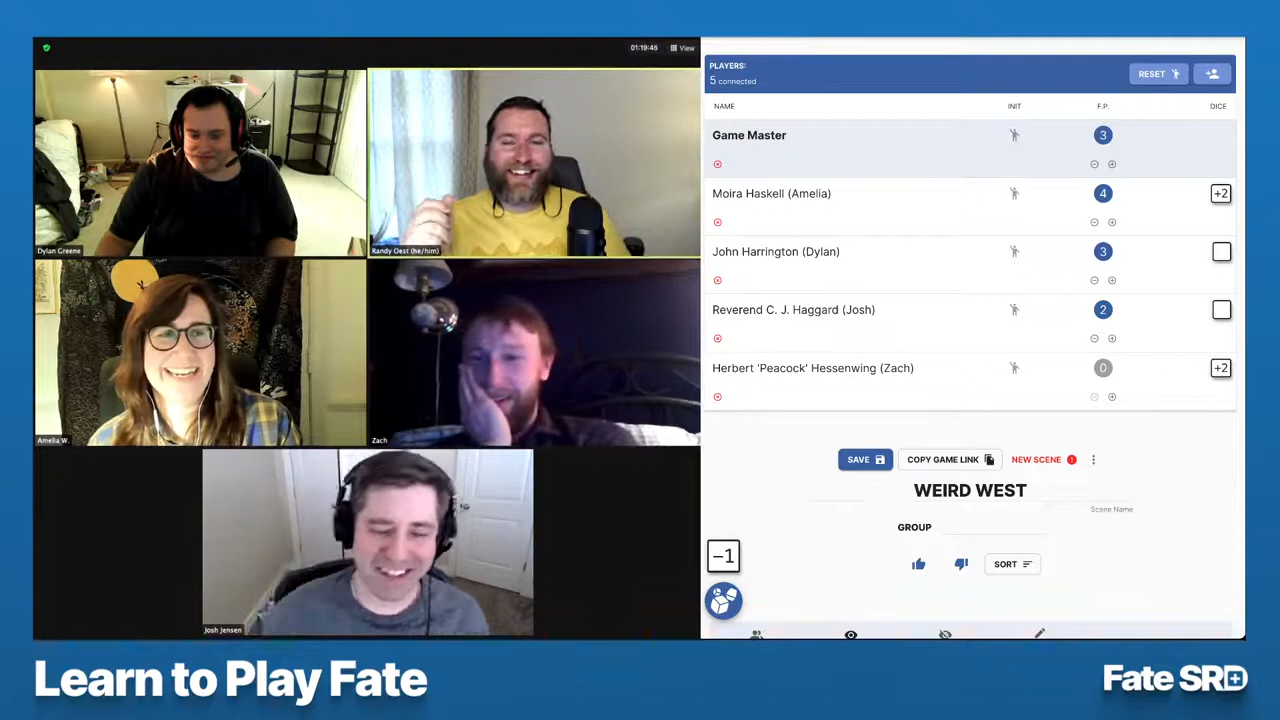 01:19:46
View
Dylan Greene
Randy Oest (he/him)
Amelia W.
Zach
Josh Jensen
PLAYERS:
5 connected
RESET
NAME
INIT
F.P.
DICE
Game Master
3
Moira Haskell (Amelia)
4
+2
John Harrington (Dylan)
3
Reverend C. J. Haggard (Josh)
2
Herbert 'Peacock' Hessenwing (Zach)
0
+2
SAVE
COPY GAME LINK
NEW SCENE
WEIRD WEST
Scene Name
GROUP
−1
SORT
Learn to Play Fate
Fate SRD